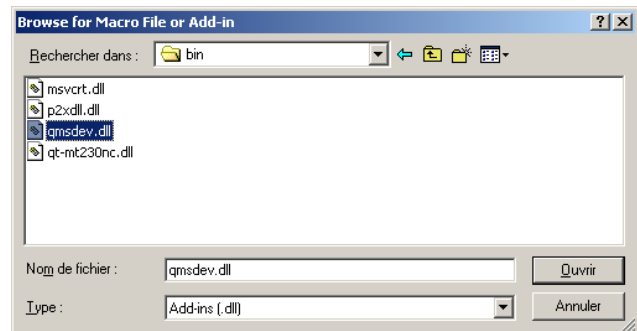 Browse for Macro File or Add-in
Rechercher dans : bin
msvcrt.dll
p2xdll.dll
qmsdev.dll
qt-mt230nc.dll
Nom de fichier : qmsdev.dll Ouvrir
Type : Add-ins (.dll) Annuler